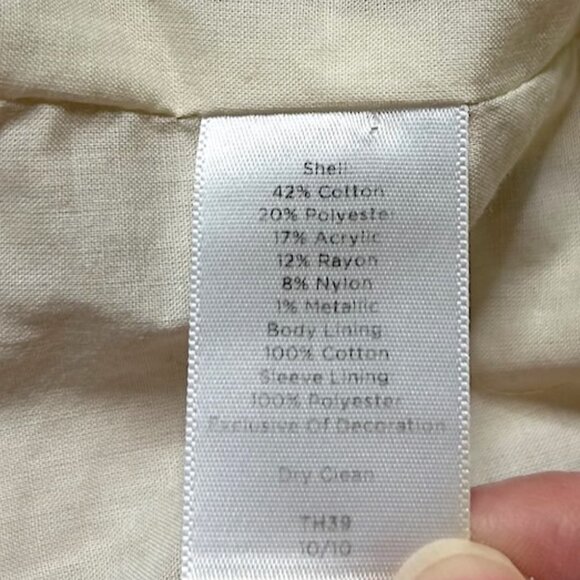 Shell
42% Cotton
20% Polyester
17% Acrylic
12% Rayon
8% Nylon
1% Metallic
Body Lining
100% Cotton
Sleeve Lining
100% Polyester
Exclusive Of Decoration
Dry Clean
TH39
10/10